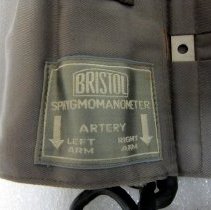 BRISTOL
SPHYGMOMANOMETER
ARTERY
LEFT RIGHT
ARM ARM